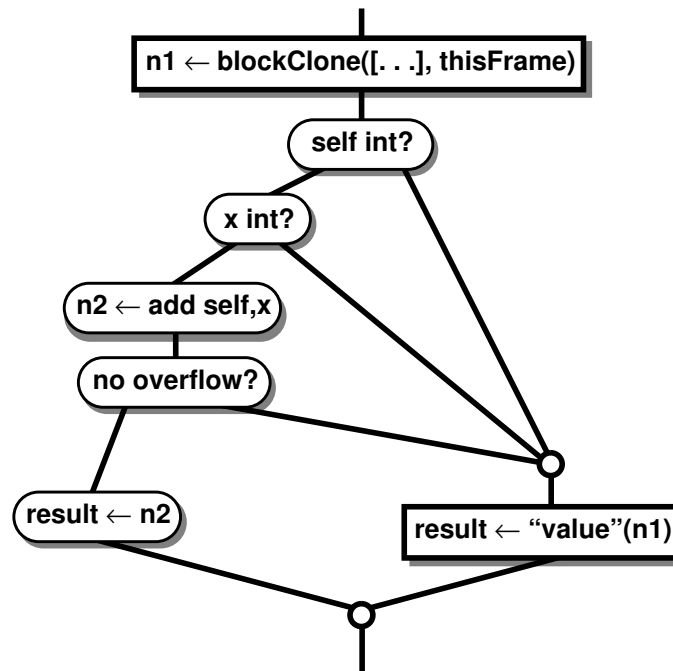 n1 ← blockClone([. . .], thisFrame)
self int?
x int?
n2 ← add self,x
no overflow?
result ← n2
result ← “value”(n1)